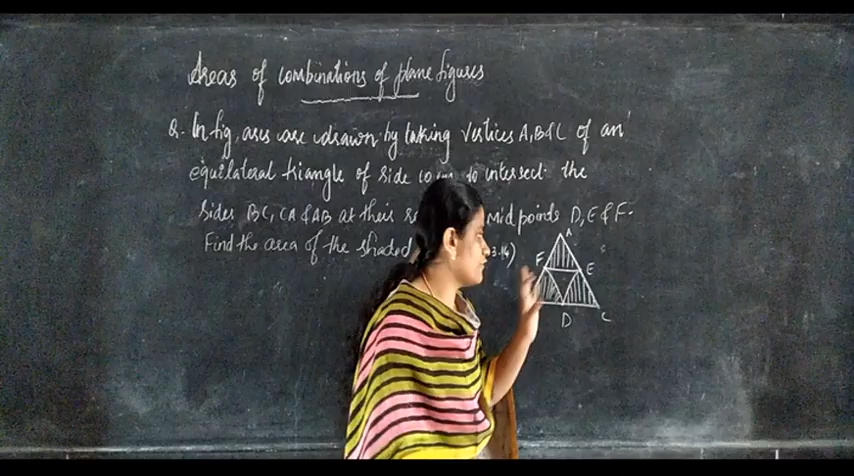 Areas of combinations of plane figures
Q. In fig, arcs are drawn by taking vertices A, B & C of an
equilateral triangle of side 10 cm to intersect the
sides BC, CA & AB at their mid points D, E & F.
Find the area of the shaded 3.14)
A
F
E
D
C